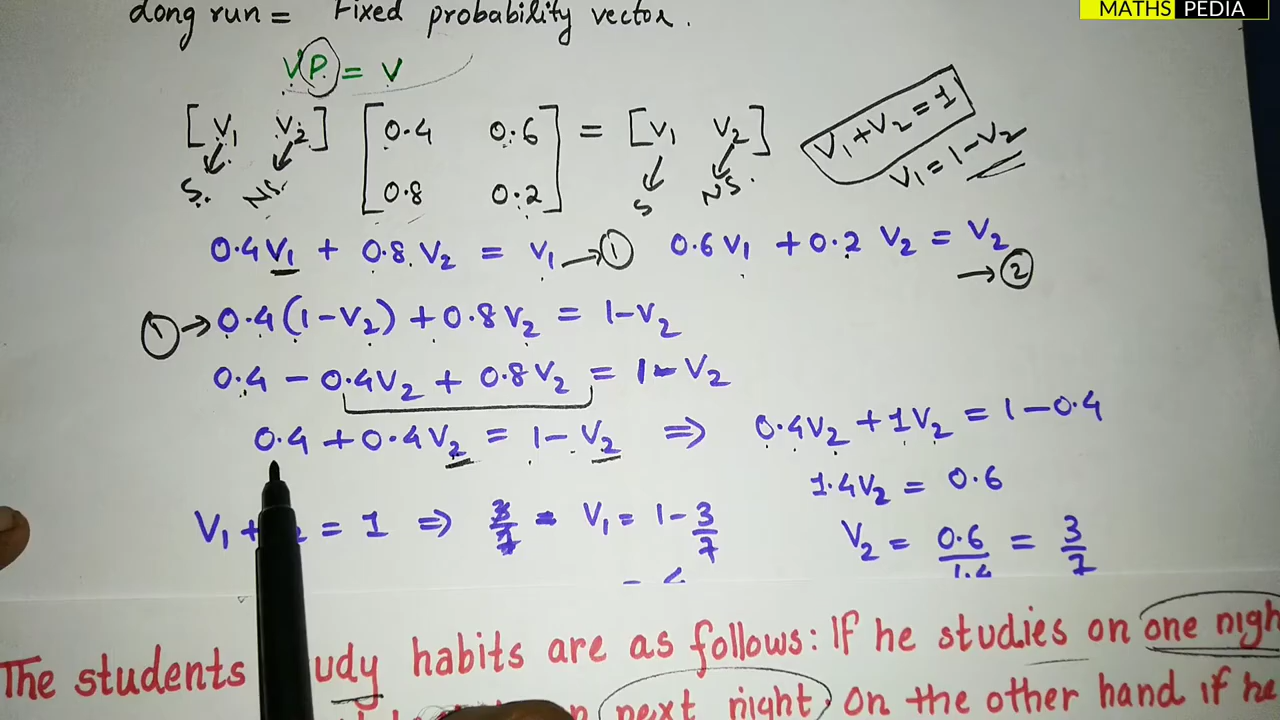 MATHS PEDIA
long run = Fixed probability vector.
VP = V
[V1 V2] [0.4 0.6 = [V1 V2]
0.8 0.2]
V1+V2 = 1
V1 = 1-V2
S. NS. S NS.
0.4V1 + 0.8V2 = V1 → ① 0.6V1 + 0.2 V2 = V2
→ ②
① → 0.4(1-V2) + 0.8V2 = 1-V2
0.4 - 0.4V2 + 0.8V2 = 1 - V2
0.4 + 0.4V2 = 1 - V2 ⇒ 0.4V2 + 1V2 = 1 - 0.4
1.4V2 = 0.6
V1 + = 1 ⇒ V1 = 1 - 3/7
V2 = 0.6/1.4 = 3/7
The students habits are as follows: If he studies on one
next night, On the other hand if he